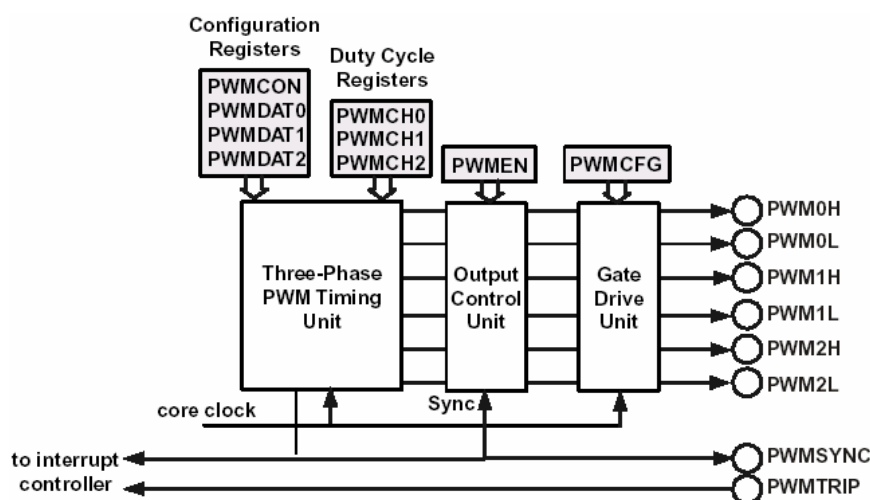 Configuration
Registers
Duty Cycle
Registers
PWMCON
PWMDAT0
PWMDAT1
PWMDAT2
PWMCH0
PWMCH1
PWMCH2
PWMEN
PWMCFG
Three-Phase
PWM Timing
Unit
Output
Control
Unit
Gate
Drive
Unit
PWM0H
PWM0L
PWM1H
PWM1L
PWM2H
PWM2L
core clock
Sync
to interrupt
controller
PWMSYNC
PWMTRIP